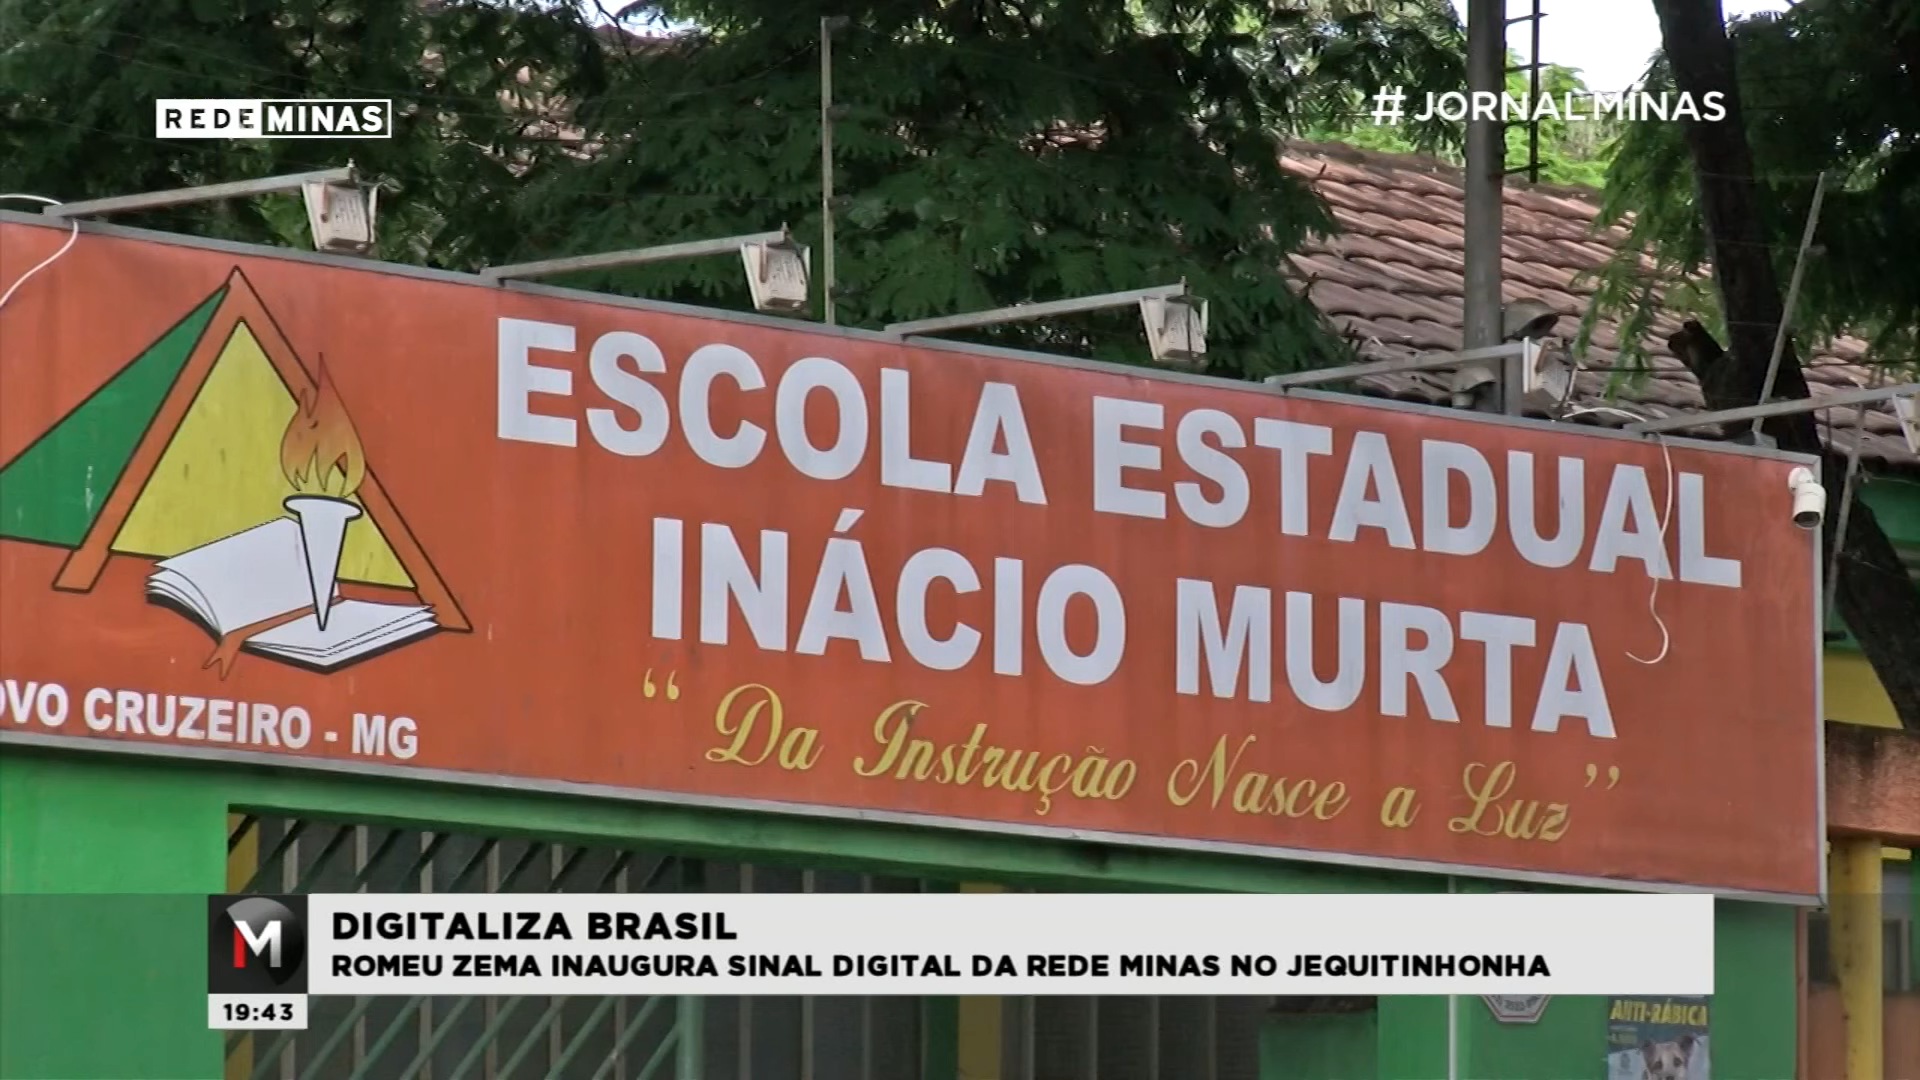 REDE MINAS
#JORNALMINAS
ESCOLA ESTADUAL
INÁCIO MURTA
“Da Instrução Nasce a Luz”
OVO CRUZEIRO - MG
DIGITALIZA BRASIL
ROMEU ZEMA INAUGURA SINAL DIGITAL DA REDE MINAS NO JEQUITINHONHA
M
19:43
ANTI-RÁBICA